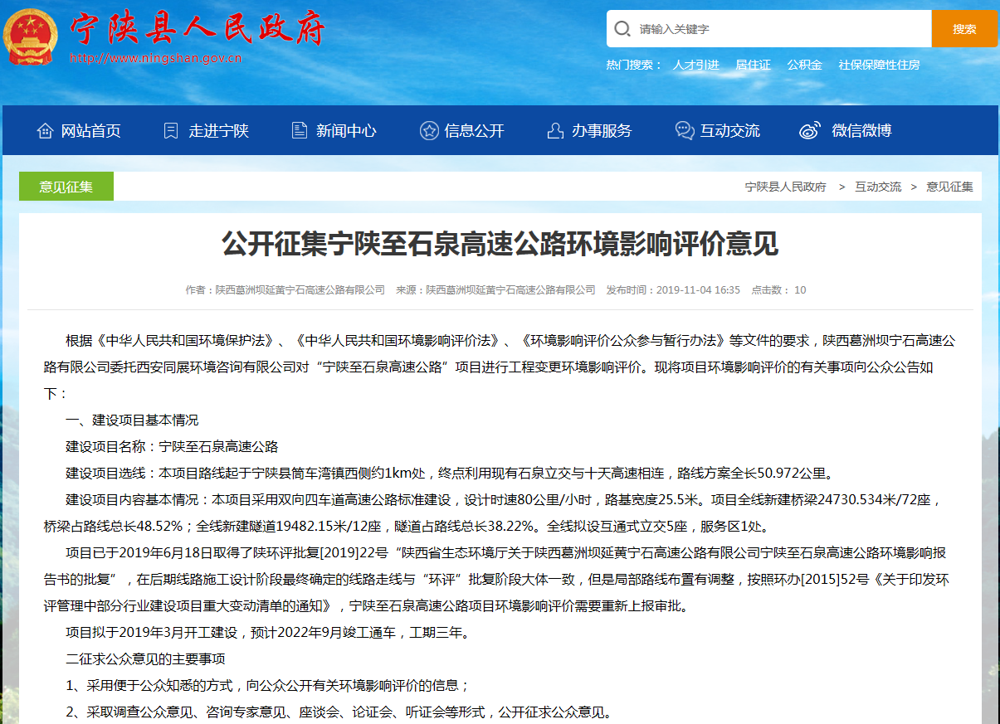 宁陕县人民政府
http://www.ningshan.gov.cn
请输入关键字
搜索
热门搜索： 人才引进 居住证 公积金 社保保障性住房
网站首页 走进宁陕 新闻中心 信息公开 办事服务 互动交流 微信微博
意见征集
宁陕县人民政府 > 互动交流 > 意见征集
公开征集宁陕至石泉高速公路环境影响评价意见
作者：陕西葛洲坝延黄宁石高速公路有限公司 来源：陕西葛洲坝延黄宁石高速公路有限公司 发布时间：2019-11-04 16:35 点击数： 10
根据《中华人民共和国环境保护法》、《中华人民共和国环境影响评价法》、《环境影响评价公众参与暂行办法》等文件的要求，陕西葛洲坝宁石高速公
路有限公司委托西安同展环境咨询有限公司对“宁陕至石泉高速公路”项目进行工程变更环境影响评价。现将项目环境影响评价的有关事项向公众公告如
下：
一、建设项目基本情况
建设项目名称：宁陕至石泉高速公路
建设项目选线：本项目路线起于宁陕县筒车湾镇西侧约1km处，终点利用现有石泉立交与十天高速相连，路线方案全长50.972公里。
建设项目内容基本情况：本项目采用双向四车道高速公路标准建设，设计时速80公里/小时，路基宽度25.5米。项目全线新建桥梁24730.534米/72座，
桥梁占路线总长48.52%；全线新建隧道19482.15米/12座，隧道占路线总长38.22%。全线拟设互通式立交5座，服务区1处。
项目已于2019年6月18日取得了陕环评批复[2019]22号“陕西省生态环境厅关于陕西葛洲坝延黄宁石高速公路有限公司宁陕至石泉高速公路环境影响报
告书的批复”，在后期线路施工设计阶段最终确定的线路走线与“环评”批复阶段大体一致，但是局部路线布置有调整，按照环办[2015]52号《关于印发环
评管理中部分行业建设项目重大变动清单的通知》，宁陕至石泉高速公路项目环境影响评价需要重新上报审批。
项目拟于2019年3月开工建设，预计2022年9月竣工通车，工期三年。
二征求公众意见的主要事项
1、采用便于公众知悉的方式，向公众公开有关环境影响评价的信息；
2、采取调查公众意见、咨询专家意见、座谈会、论证会、听证会等形式，公开征求公众意见。